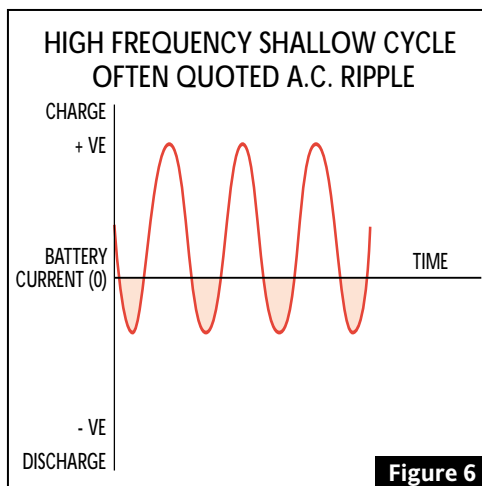 HIGH FREQUENCY SHALLOW CYCLE
OFTEN QUOTED A.C. RIPPLE
CHARGE
+ VE
BATTERY
CURRENT (0)
TIME
- VE
DISCHARGE
Figure 6